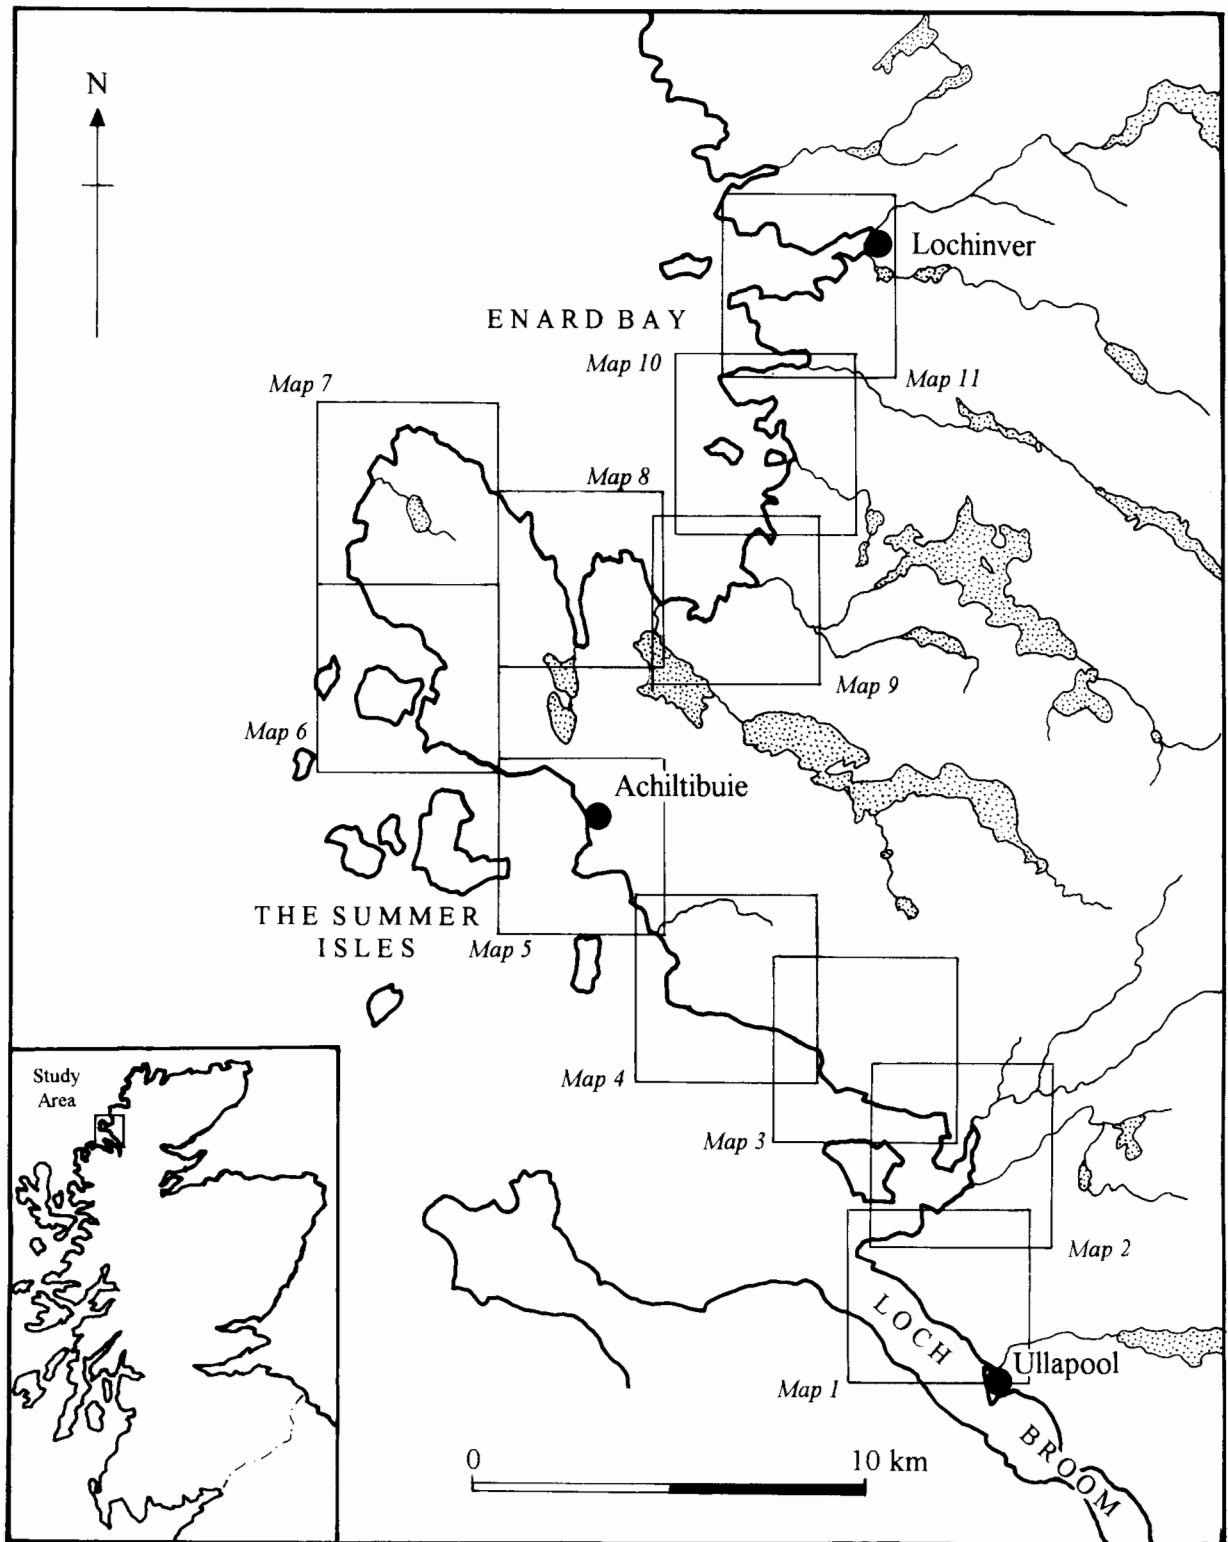 N
Lochinver
ENARD BAY
Map 10
Map 11
Map 7
Map 8
Map 9
Map 6
Achiltibuie
THE SUMMER
ISLES
Map 5
Study
Area
Map 4
Map 3
Map 2
LOCH
Ullapool
Map 1
BROOM
0
10 km